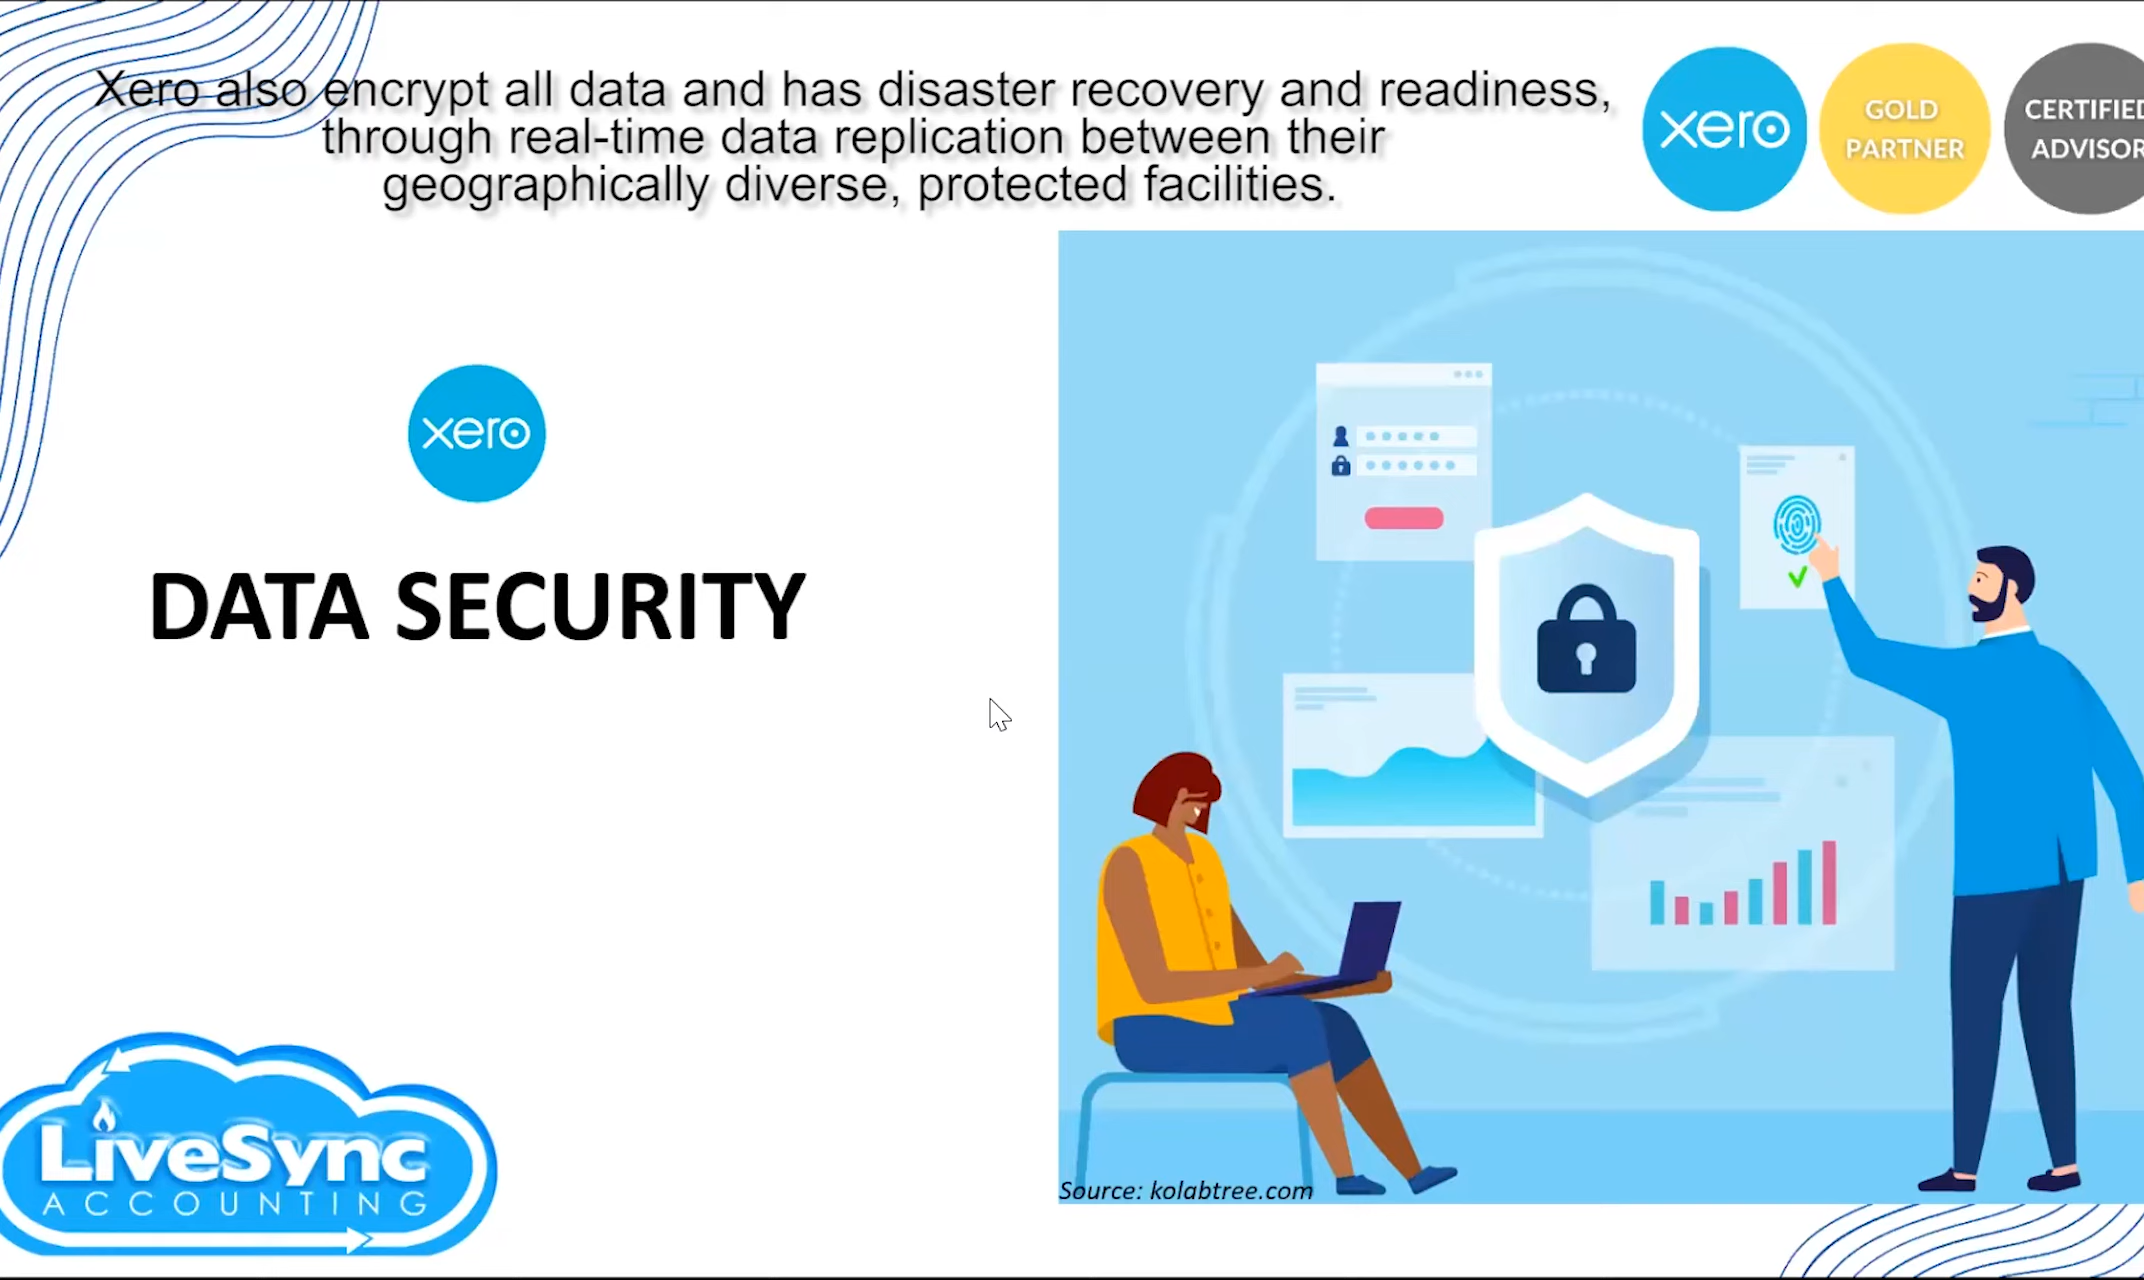 Xero also encrypt all data and has disaster recovery and readiness,
through real-time data replication between their
geographically diverse, protected facilities.
xero
GOLD
PARTNER
CERTIFIED
ADVISOR
xero
DATA SECURITY
LiveSync
ACCOUNTING
Source: kolabtree.com